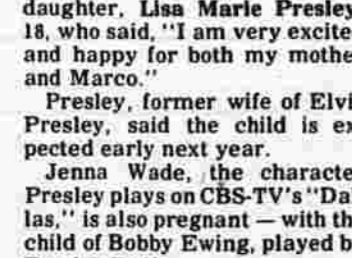 daughter, Lisa Marie Presley
18, who said, "I am very excite
and happy for both my mothe
and Marco."
Presley, former wife of Elvi
Presley, said the child is ex
pected early next year.
Jenna Wade, the characte
Presley plays on CBS-TV's "Da
las," is also pregnant — with th
child of Bobby Ewing, played b